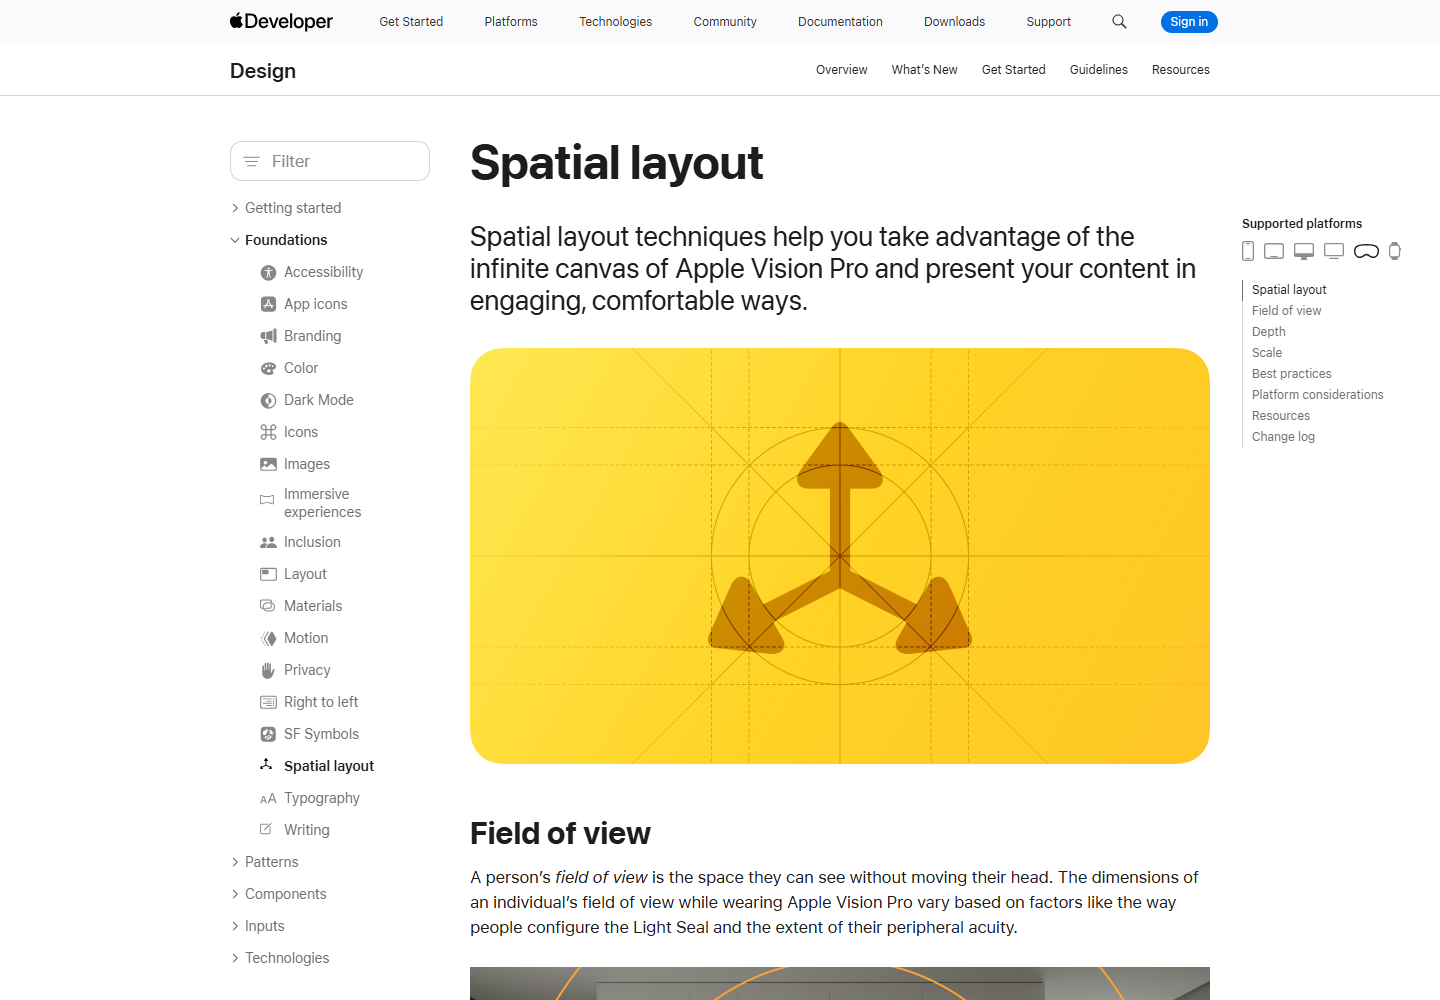 Developer
Get Started
Platforms
Technologies
Community
Documentation
Downloads
Support
Sign in
Design
Overview
What's New
Get Started
Guidelines
Resources
Filter
Getting started
Foundations
Accessibility
App icons
Branding
Color
Dark Mode
Icons
Images
Immersive
experiences
Inclusion
Layout
Materials
Motion
Privacy
Right to left
SF Symbols
Spatial layout
Typography
Writing
Patterns
Components
Inputs
Technologies
Spatial layout
Spatial layout techniques help you take advantage of the
infinite canvas of Apple Vision Pro and present your content in
engaging, comfortable ways.
Field of view
A person's field of view is the space they can see without moving their head. The dimensions of
an individual's field of view while wearing Apple Vision Pro vary based on factors like the way
people configure the Light Seal and the extent of their peripheral acuity.
Supported platforms
Spatial layout
Field of view
Depth
Scale
Best practices
Platform considerations
Resources
Change log